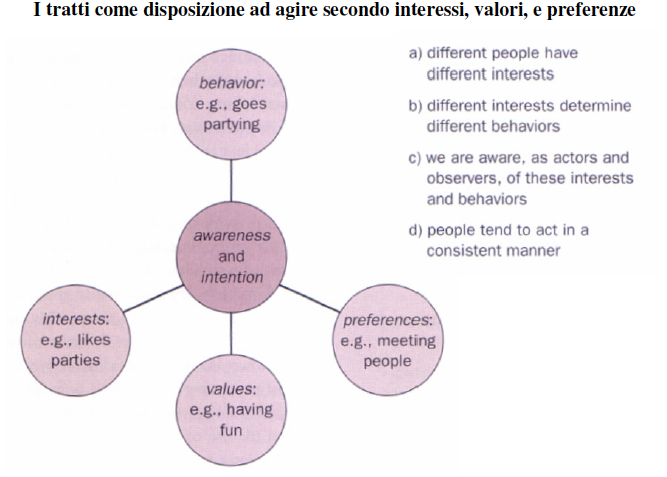 I tratti come disposizione ad agire secondo interessi, valori, e preferenze
behavior:
e.g., goes
partying
awareness
and
intention
interests:
e.g., likes
parties
values:
e.g., having
fun
preferences:
e.g., meeting
people
a) different people have
different interests
b) different interests determine
different behaviors
c) we are aware, as actors and
observers, of these interests
and behaviors
d) people tend to act in a
consistent manner